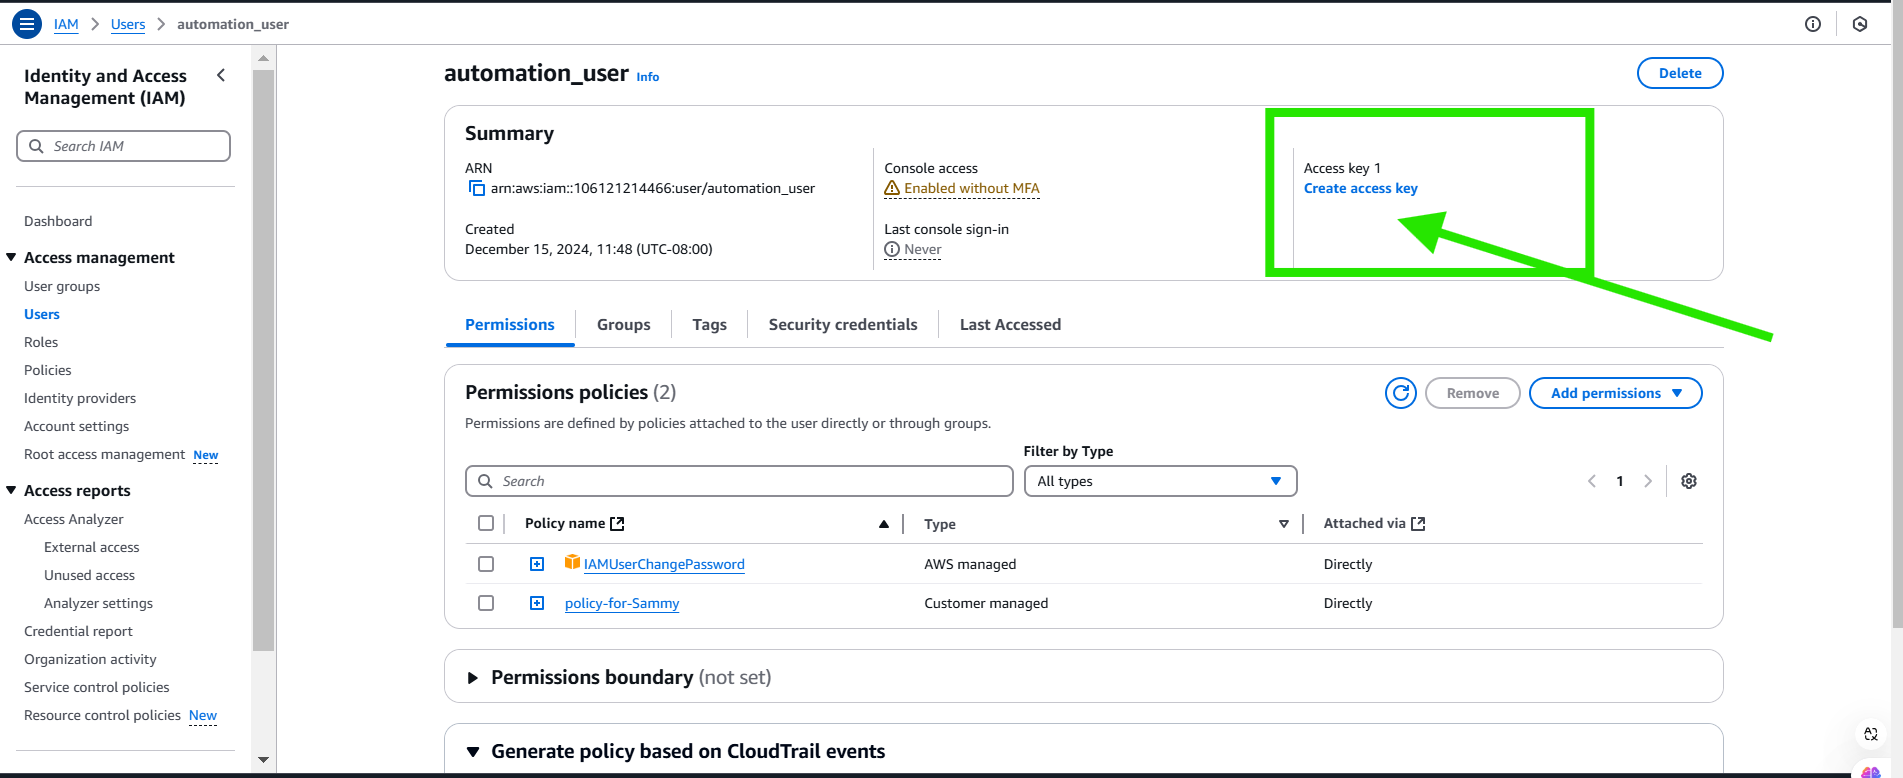 IAM > Users > automation_user
Identity and Access
Management (IAM)
Search IAM
Dashboard
Access management
User groups
Users
Roles
Policies
Identity providers
Account settings
Root access management New
Access reports
Access Analyzer
External access
Unused access
Analyzer settings
Credential report
Organization activity
Service control policies
Resource control policies New
automation_user Info
Delete
Summary
ARN
arn:aws:iam::106121214466:user/automation_user
Created
December 15, 2024, 11:48 (UTC-08:00)
Console access
Enabled without MFA
Last console sign-in
Never
Access key 1
Create access key
Permissions
Groups
Tags
Security credentials
Last Accessed
Permissions policies (2)
Remove
Add permissions
Permissions are defined by policies attached to the user directly or through groups.
Filter by Type
Search
All types
1
Policy name Type Attached via
IAMUserChangePassword AWS managed Directly
policy-for-Sammy Customer managed Directly
Permissions boundary (not set)
Generate policy based on CloudTrail events